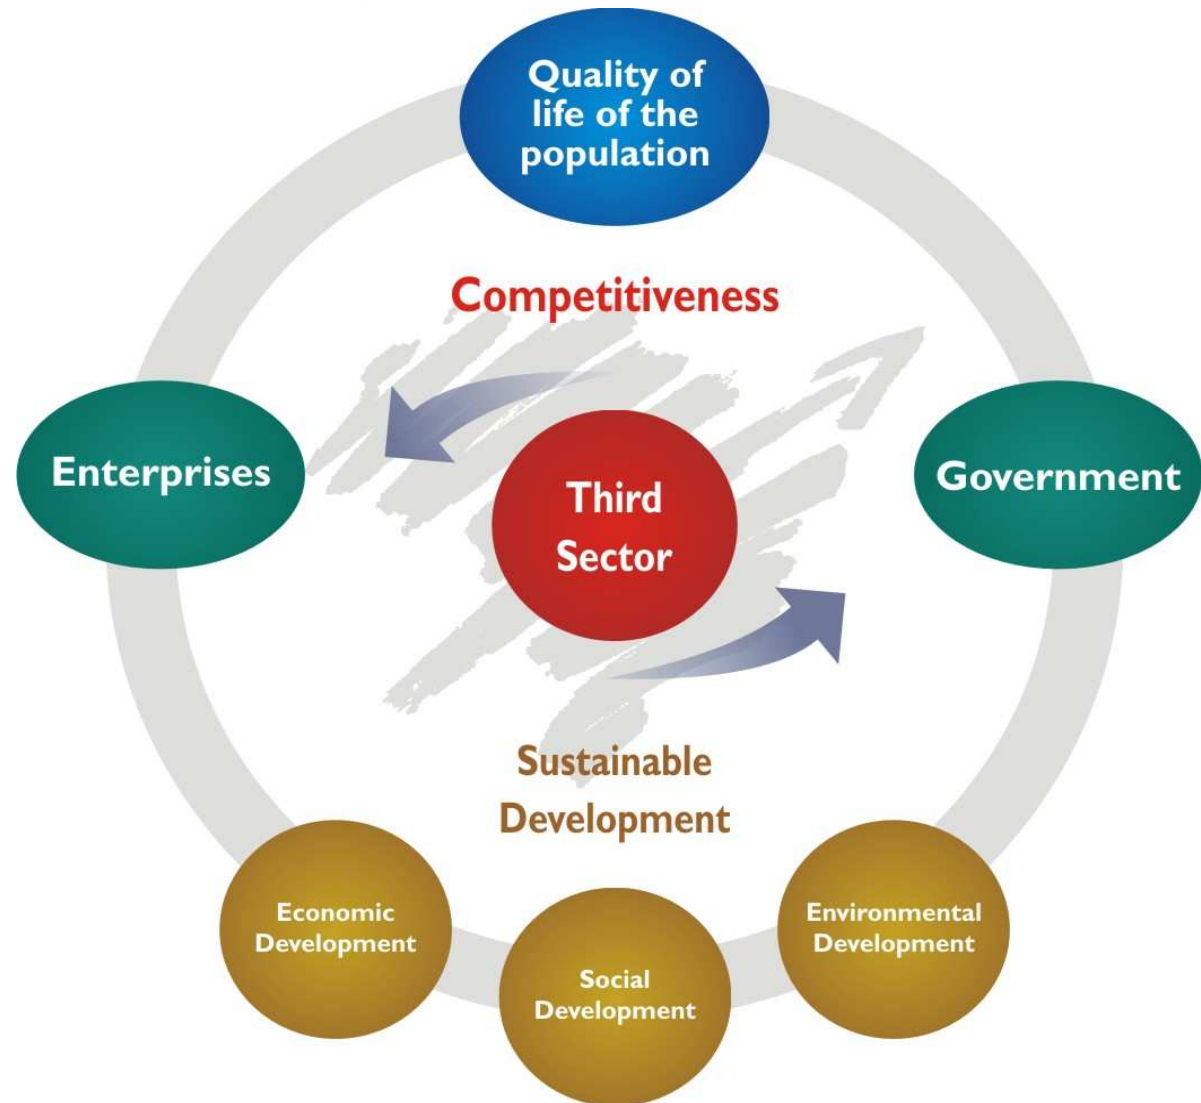 Quality of
life of the
population
Competitiveness
Enterprises
Government
Third
Sector
Sustainable
Development
Economic
Development
Social
Development
Environmental
Development